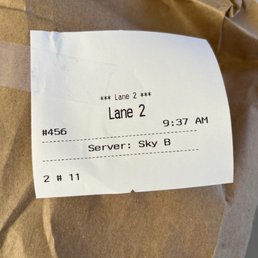 *** Lane 2 ***
Lane 2
#456 9:37 AM
Server: Sky B
2 # 11